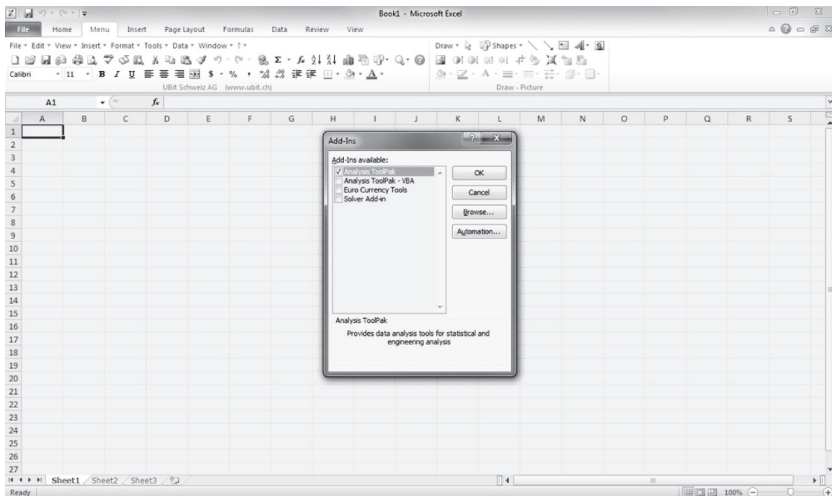 Book1 - Microsoft Excel
File Home Menu Insert Page Layout Formulas Data Review View
File Edit View Insert Format Tools Data Window ?
Draw Shapes
Calibri 11 B I U $ % ,
UBit Schweiz AG (www.ubit.ch) Draw - Picture
A1 fx
A B C D E F G H I J K L M N O P Q R S
1
2
3
4
5
6
7
8
9
10
11
12
13
14
15
16
17
18
19
20
21
22
23
24
25
26
27
Add-Ins
Add-Ins available:
Analysis ToolPak
Analysis ToolPak - VBA
Euro Currency Tools
Solver Add-in
OK
Cancel
Browse...
Automation...
Analysis ToolPak
Provides data analysis tools for statistical and
engineering analysis
Sheet1 Sheet2 Sheet3
Ready 100%